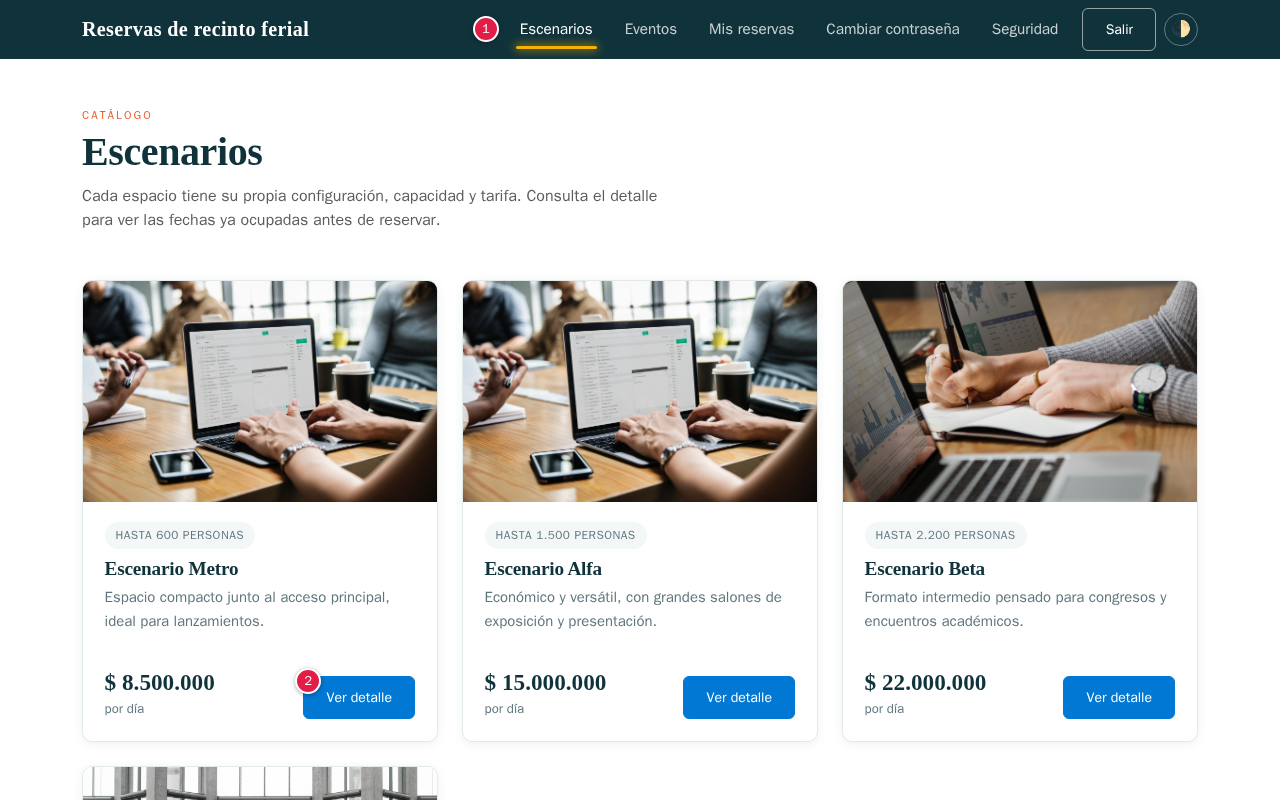 Reservas de recinto ferial
1
Escenarios
Eventos
Mis reservas
Cambiar contraseña
Seguridad
Salir
CATÁLOGO
Escenarios
Cada espacio tiene su propia configuración, capacidad y tarifa. Consulta el detalle
para ver las fechas ya ocupadas antes de reservar.
HASTA 600 PERSONAS
Escenario Metro
Espacio compacto junto al acceso principal,
ideal para lanzamientos.
$ 8.500.000
por día
2
Ver detalle
HASTA 1.500 PERSONAS
Escenario Alfa
Económico y versátil, con grandes salones de
exposición y presentación.
$ 15.000.000
por día
Ver detalle
HASTA 2.200 PERSONAS
Escenario Beta
Formato intermedio pensado para congresos y
encuentros académicos.
$ 22.000.000
por día
Ver detalle